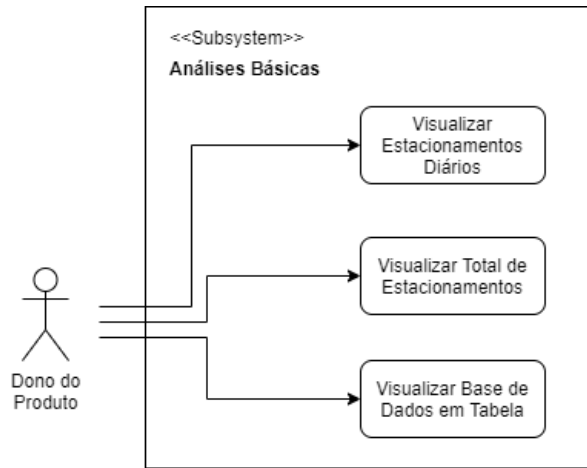 <<Subsystem>>
Análises Básicas
Visualizar
Estacionamentos
Diários
Visualizar Total de
Estacionamentos
Dono do
Produto
Visualizar Base de
Dados em Tabela